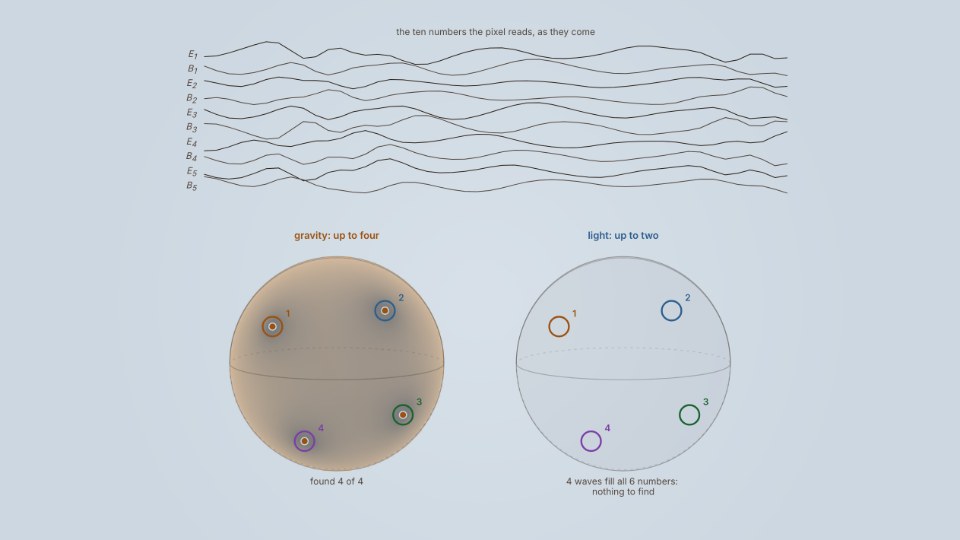 the ten numbers the pixel reads, as they come
E1
B1
E2
B2
E3
B3
E4
B4
E5
B5
gravity: up to four
light: up to two
1
2
3
4
1
2
3
4
found 4 of 4
4 waves fill all 6 numbers:
nothing to find